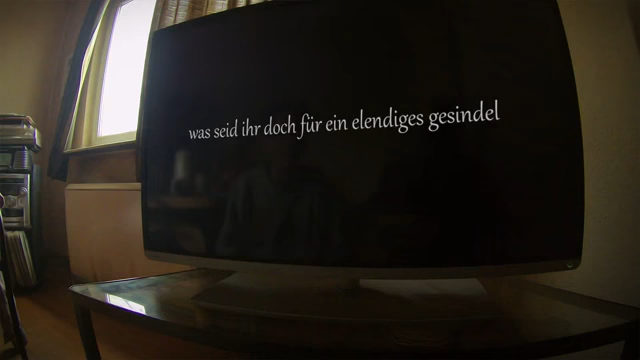 was seid ihr doch für ein elendiges gesindel